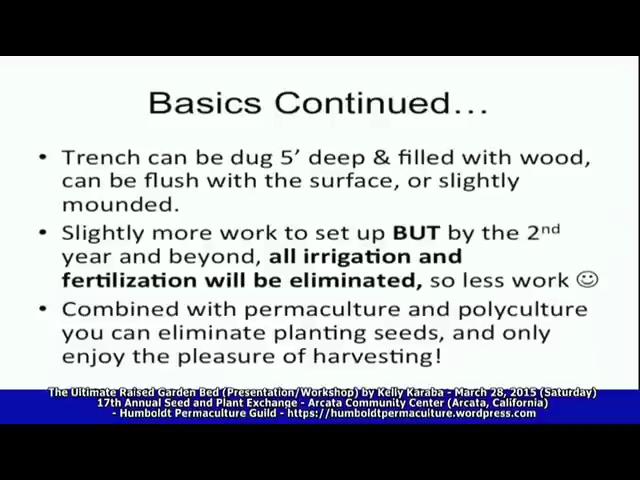 Basics Continued…
• Trench can be dug 5’ deep & filled with wood,
can be flush with the surface, or slightly
mounded.
• Slightly more work to set up BUT by the 2nd
year and beyond, all irrigation and
fertilization will be eliminated, so less work ☺
• Combined with permaculture and polyculture
you can eliminate planting seeds, and only
enjoy the pleasure of harvesting!
The Ultimate Raised Garden Bed (Presentation/Workshop) by Kelly Karaba - March 28, 2015 (Saturday)
17th Annual Seed and Plant Exchange - Arcata Community Center (Arcata, California)
- Humboldt Permaculture Guild - https://humboldtpermaculture.wordpress.com